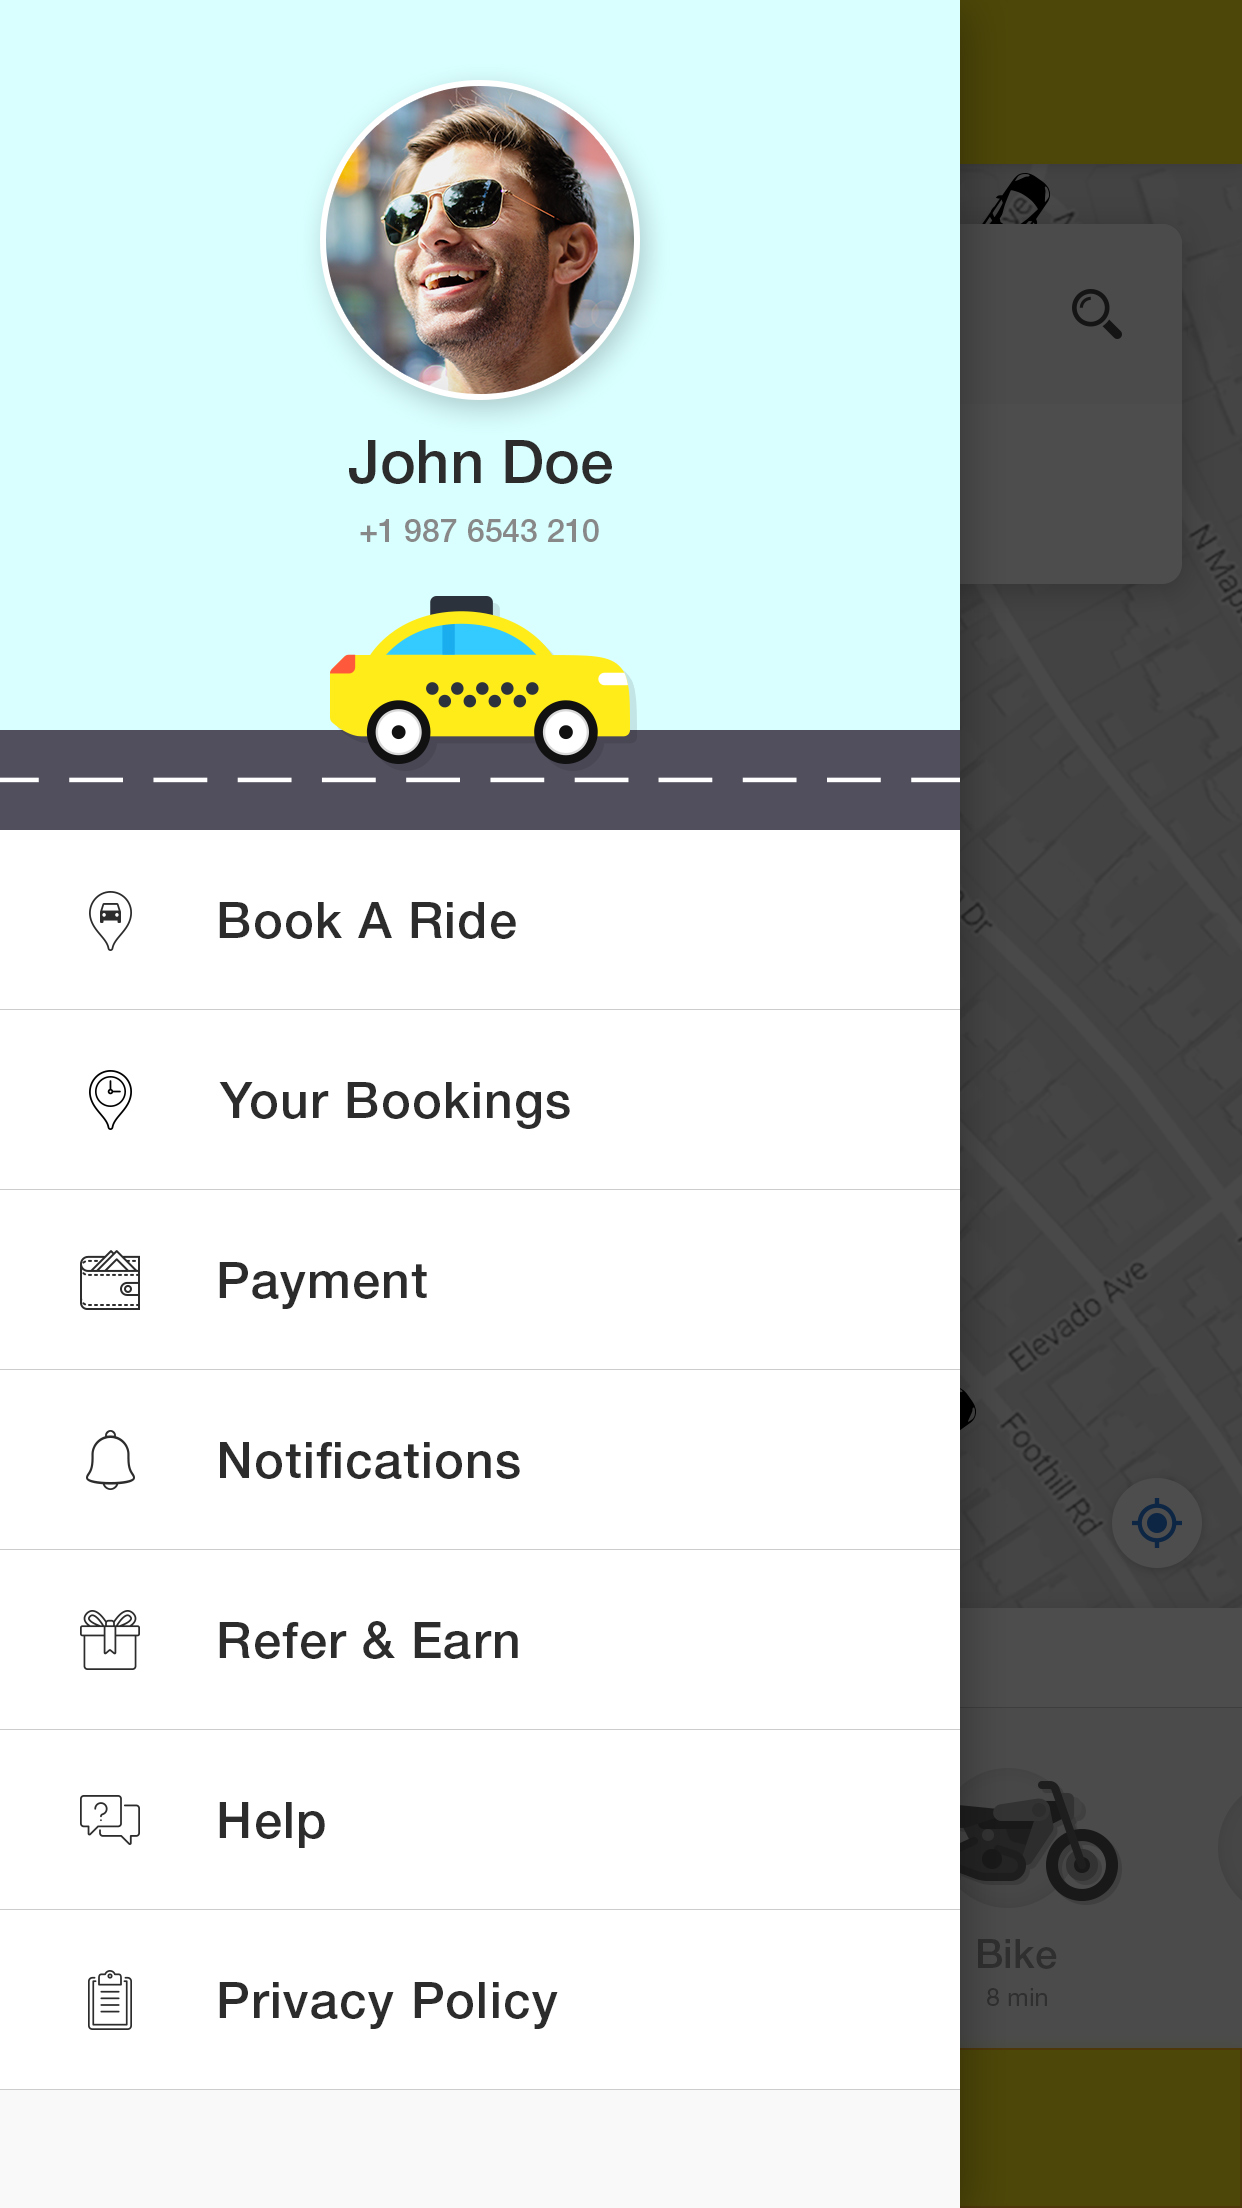 John Doe
+1 987 6543 210
Book A Ride
Your Bookings
Payment
Notifications
Refer & Earn
Help
Privacy Policy
Dr
Elevado Ave
Foothill Rd
Bike
8 min